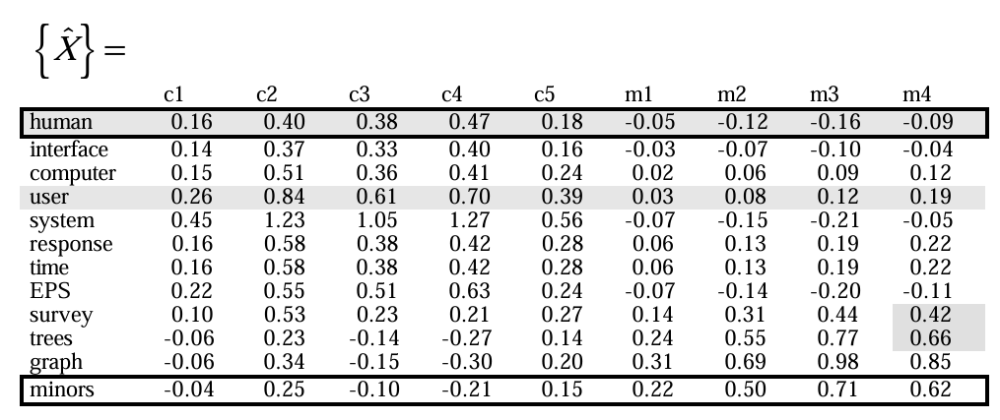 {X̂} =
c1 c2 c3 c4 c5 m1 m2 m3 m4
human 0.16 0.40 0.38 0.47 0.18 -0.05 -0.12 -0.16 -0.09
interface 0.14 0.37 0.33 0.40 0.16 -0.03 -0.07 -0.10 -0.04
computer 0.15 0.51 0.36 0.41 0.24 0.02 0.06 0.09 0.12
user 0.26 0.84 0.61 0.70 0.39 0.03 0.08 0.12 0.19
system 0.45 1.23 1.05 1.27 0.56 -0.07 -0.15 -0.21 -0.05
response 0.16 0.58 0.38 0.42 0.28 0.06 0.13 0.19 0.22
time 0.16 0.58 0.38 0.42 0.28 0.06 0.13 0.19 0.22
EPS 0.22 0.55 0.51 0.63 0.24 -0.07 -0.14 -0.20 -0.11
survey 0.10 0.53 0.23 0.21 0.27 0.14 0.31 0.44 0.42
trees -0.06 0.23 -0.14 -0.27 0.14 0.24 0.55 0.77 0.66
graph -0.06 0.34 -0.15 -0.30 0.20 0.31 0.69 0.98 0.85
minors -0.04 0.25 -0.10 -0.21 0.15 0.22 0.50 0.71 0.62